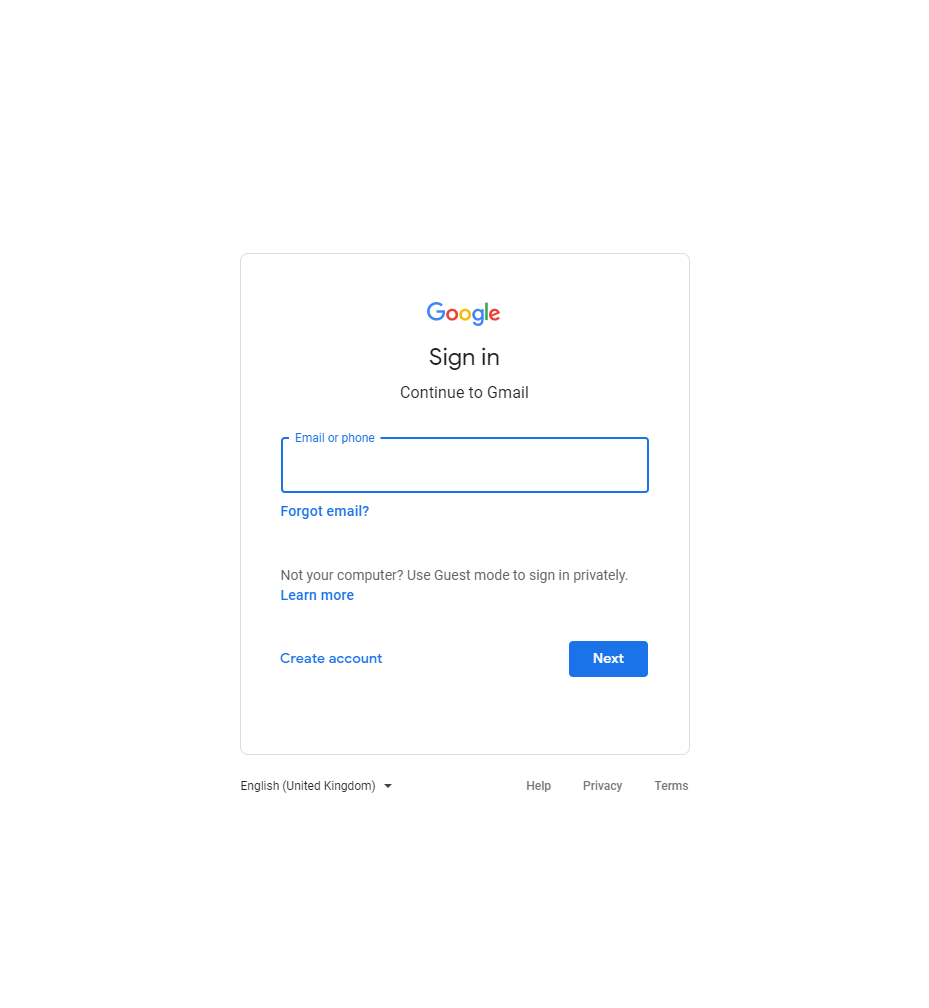 Google
Sign in
Continue to Gmail
Email or phone
Forgot email?
Not your computer? Use Guest mode to sign in privately.
Learn more
Create account
Next
English (United Kingdom)
Help
Privacy
Terms